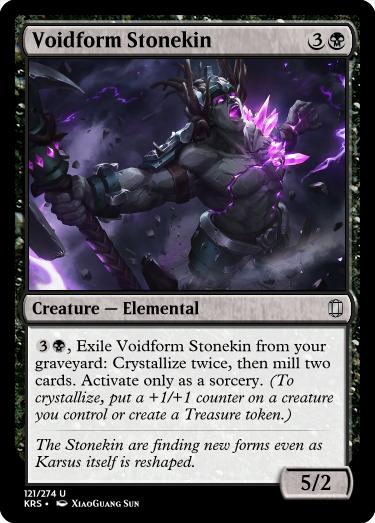 Voidform Stonekin 3
Creature — Elemental
3, Exile Voidform Stonekin from your
graveyard: Crystallize twice, then mill two
cards. Activate only as a sorcery. (To
crystallize, put a +1/+1 counter on a creature
you control or create a Treasure token.)
The Stonekin are finding new forms even as
Karsus itself is reshaped.
5/2
121/274 U
KRS • XiaoGuang Sun